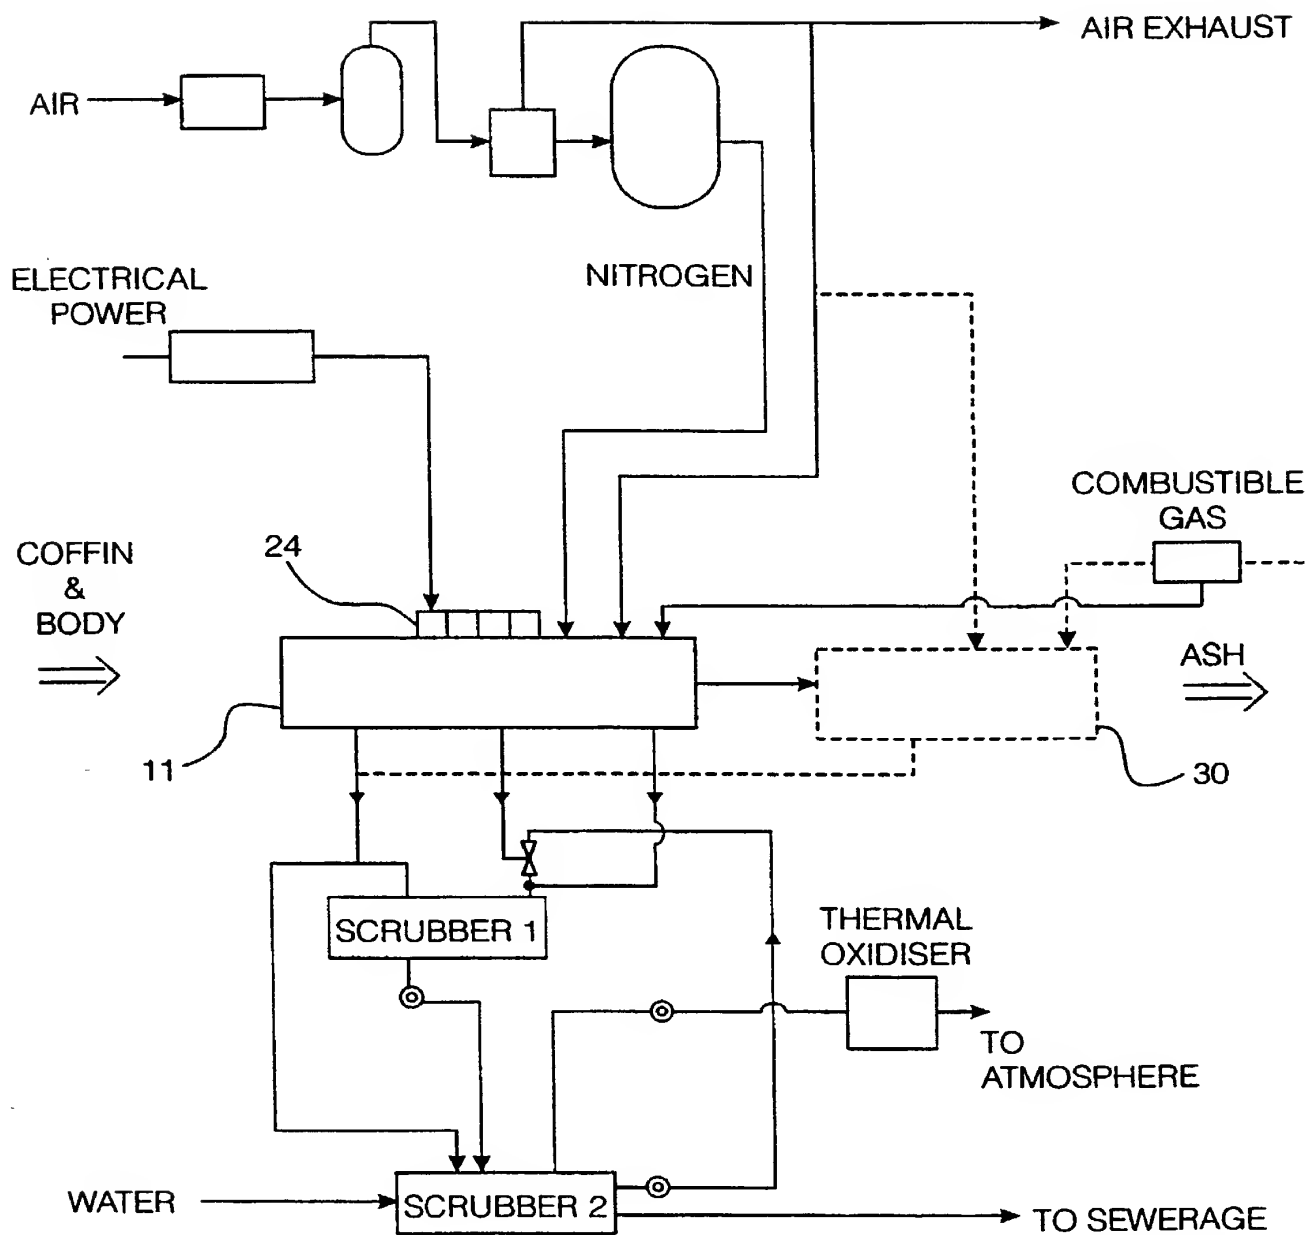 AIR EXHAUST
AIR
NITROGEN
ELECTRICAL
POWER
COMBUSTIBLE
GAS
24
COFFIN
&
BODY
ASH
11
30
SCRUBBER 1
THERMAL
OXIDISER
TO
ATMOSPHERE
WATER
SCRUBBER 2
TO SEWERAGE